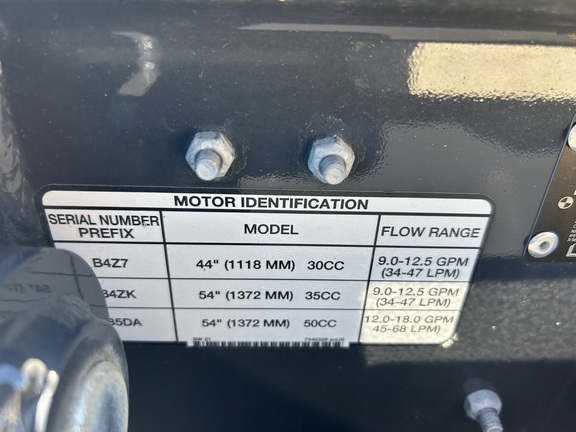 MOTOR IDENTIFICATION
SERIAL NUMBER PREFIX MODEL FLOW RANGE
B4Z7 44" (1118 MM) 30CC 9.0-12.5 GPM (34-47 LPM)
54" (1372 MM) 35CC 9.0-12.5 GPM (34-47 LPM)
54" (1372 MM) 50CC 12.0-18.0 GPM 45-68 LPM)